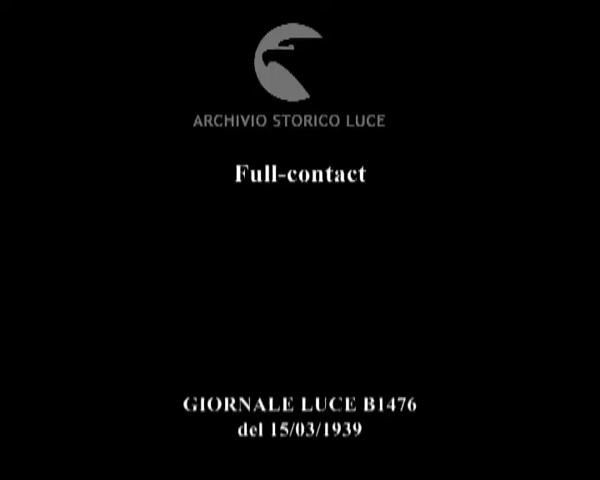 ARCHIVIO STORICO LUCE
Full-contact
GIORNALE LUCE B1476
del 15/03/1939